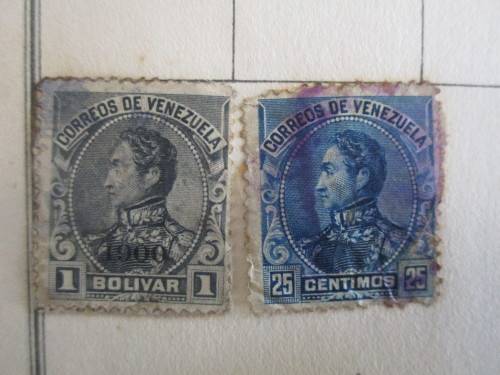 CORREOS DE VENEZUELA
1900
1 BOLIVAR 1
CORREOS DE VENEZUELA
25 CENTIMOS 25